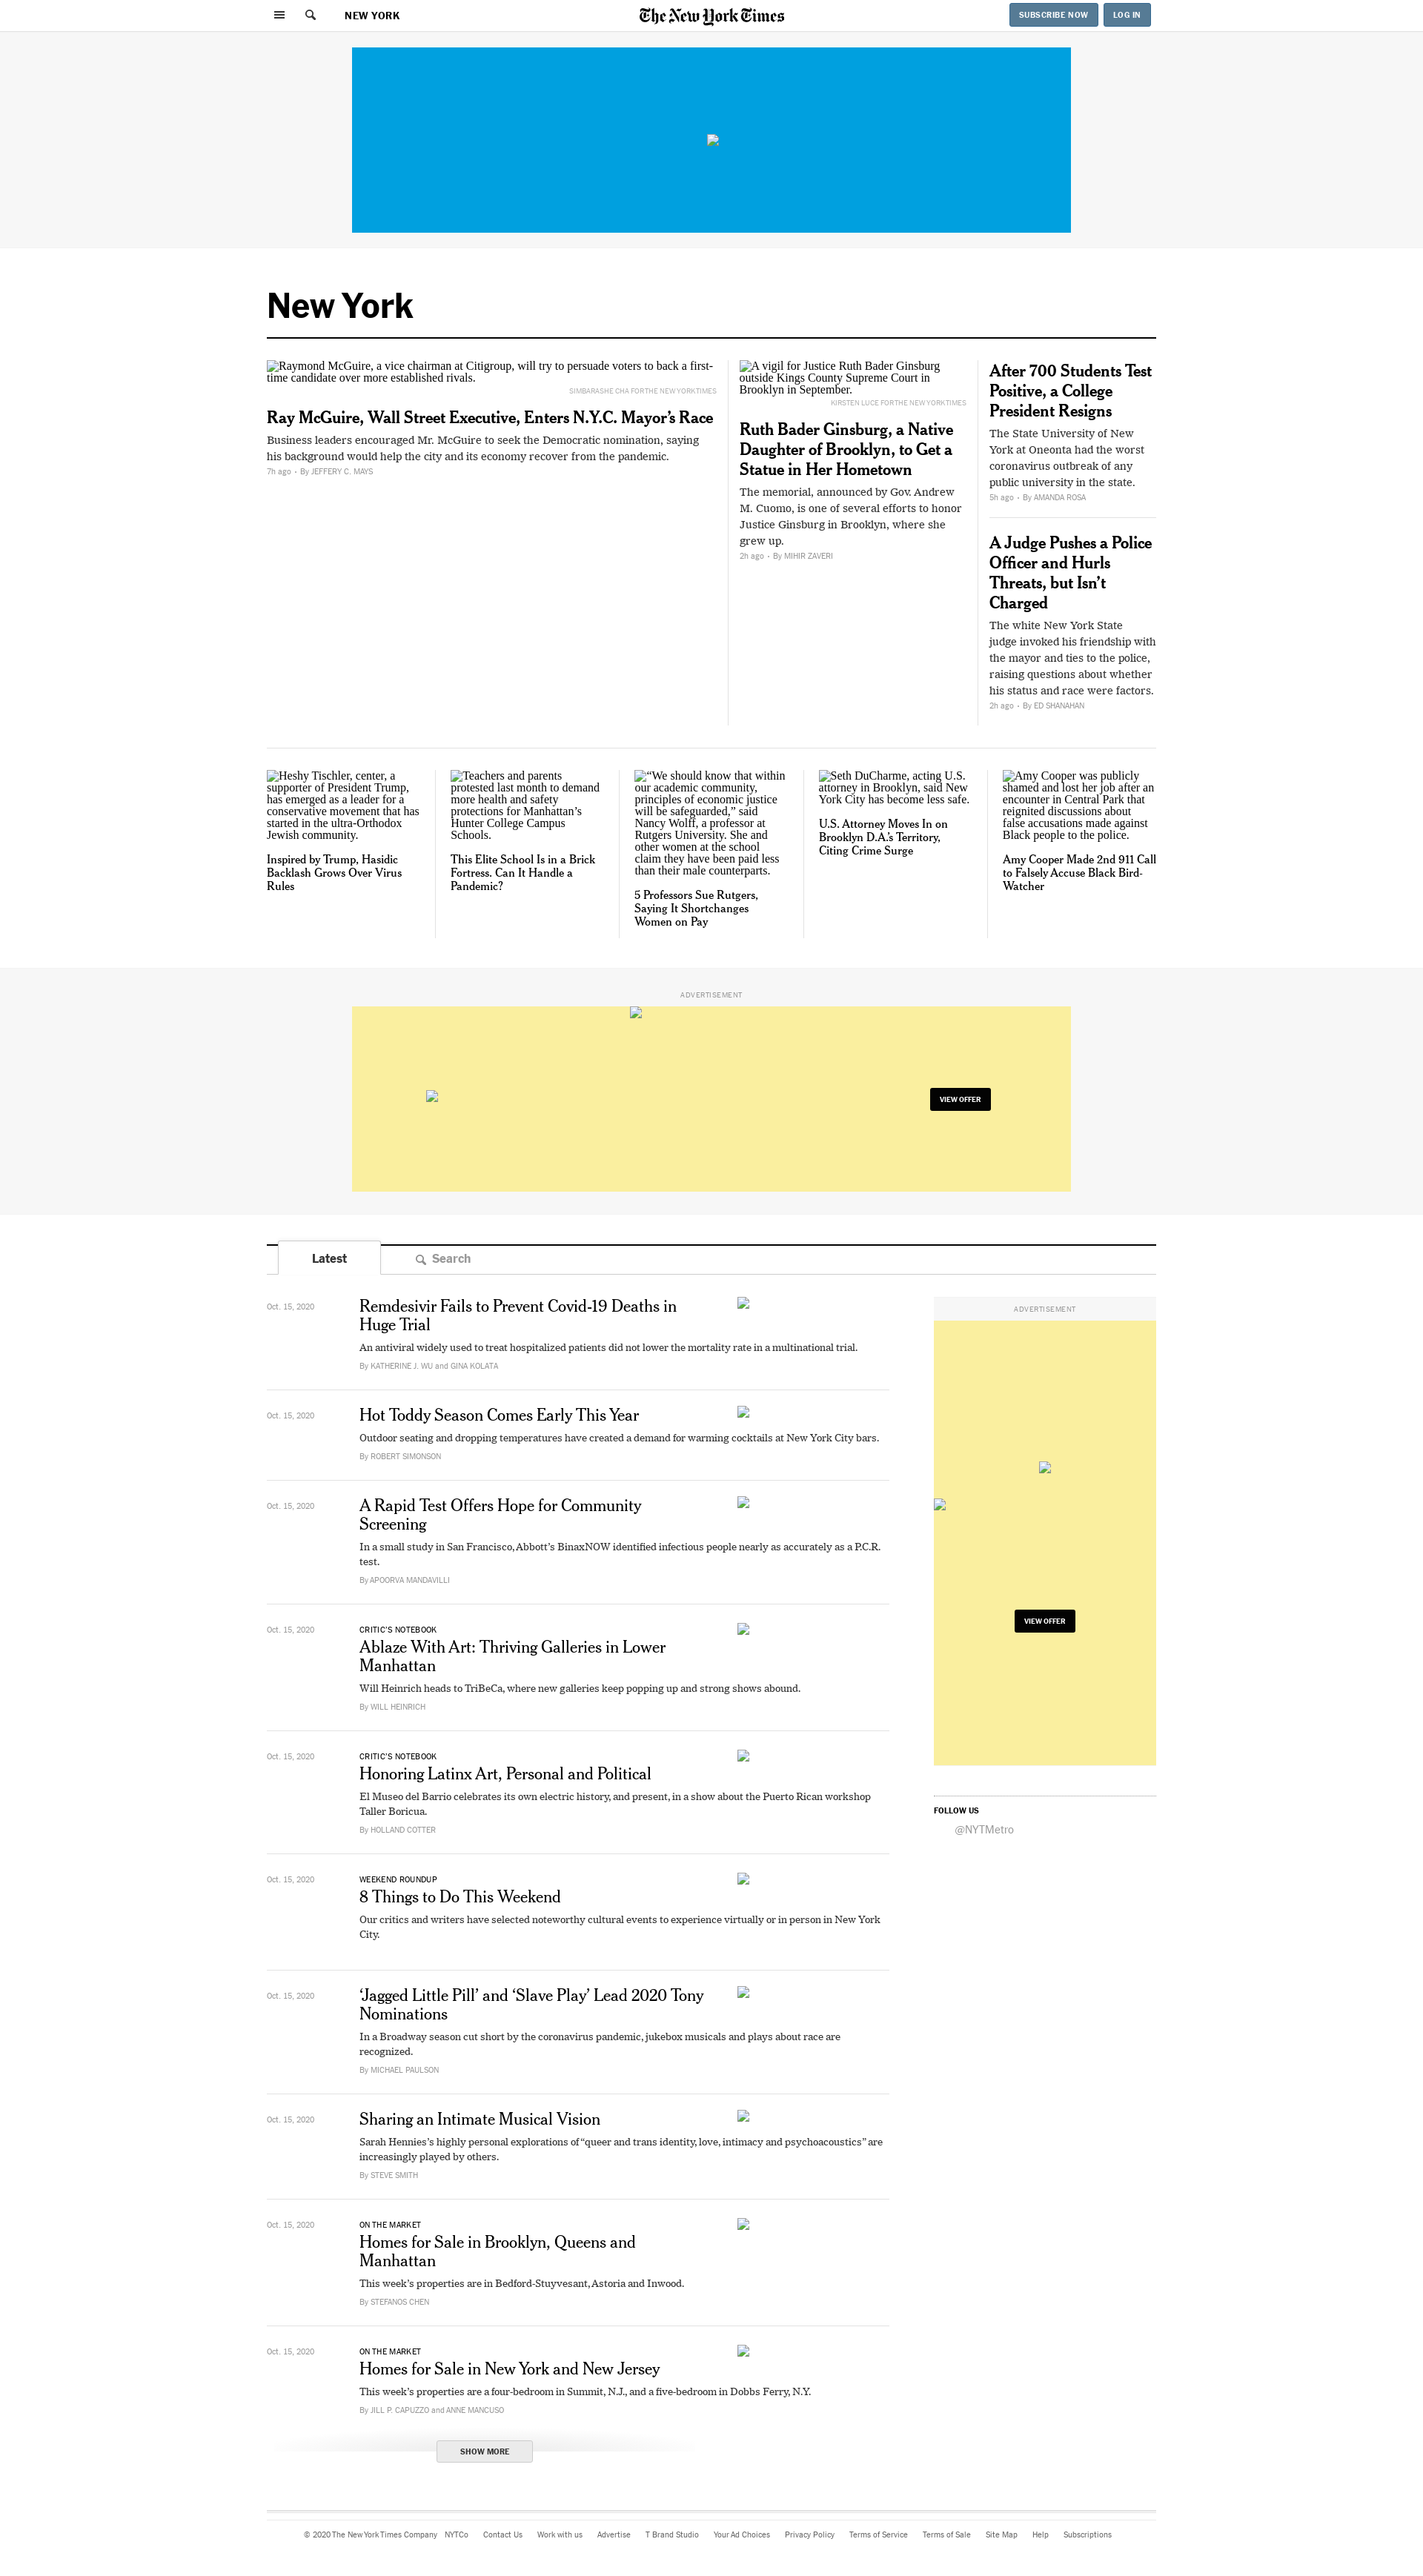 NEW YORK
The New York Times
SUBSCRIBE NOW
LOG IN
New York
Raymond McGuire, a vice chairman at Citigroup, will try to persuade voters to back a first-
time candidate over more established rivals.
SIMBARASHE CHA FOR THE NEW YORK TIMES
Ray McGuire, Wall Street Executive, Enters N.Y.C. Mayor’s Race
Business leaders encouraged Mr. McGuire to seek the Democratic nomination, saying
his background would help the city and its economy recover from the pandemic.
7h ago • By JEFFERY C. MAYS
A vigil for Justice Ruth Bader Ginsburg
outside Kings County Supreme Court in
Brooklyn in September.
KIRSTEN LUCE FOR THE NEW YORK TIMES
Ruth Bader Ginsburg, a Native
Daughter of Brooklyn, to Get a
Statue in Her Hometown
The memorial, announced by Gov. Andrew
M. Cuomo, is one of several efforts to honor
Justice Ginsburg in Brooklyn, where she
grew up.
2h ago • By MIHIR ZAVERI
After 700 Students Test
Positive, a College
President Resigns
The State University of New
York at Oneonta had the worst
coronavirus outbreak of any
public university in the state.
5h ago • By AMANDA ROSA
A Judge Pushes a Police
Officer and Hurls
Threats, but Isn’t
Charged
The white New York State
judge invoked his friendship with
the mayor and ties to the police,
raising questions about whether
his status and race were factors.
2h ago • By ED SHANAHAN
Heshy Tischler, center, a
supporter of President Trump,
has emerged as a leader for a
conservative movement that has
started in the ultra-Orthodox
Jewish community.
Inspired by Trump, Hasidic
Backlash Grows Over Virus
Rules
Teachers and parents
protested last month to demand
more health and safety
protections for Manhattan’s
Hunter College Campus
Schools.
This Elite School Is in a Brick
Fortress. Can It Handle a
Pandemic?
“We should know that within
our academic community,
principles of economic justice
will be safeguarded,” said
Nancy Wolff, a professor at
Rutgers University. She and
other women at the school
claim they have been paid less
than their male counterparts.
5 Professors Sue Rutgers,
Saying It Shortchanges
Women on Pay
Seth DuCharme, acting U.S.
attorney in Brooklyn, said New
York City has become less safe.
U.S. Attorney Moves In on
Brooklyn D.A.’s Territory,
Citing Crime Surge
Amy Cooper was publicly
shamed and lost her job after an
encounter in Central Park that
reignited discussions about
false accusations made against
Black people to the police.
Amy Cooper Made 2nd 911 Call
to Falsely Accuse Black Bird-
Watcher
ADVERTISEMENT
VIEW OFFER
Latest
Search
Oct. 15, 2020
Remdesivir Fails to Prevent Covid-19 Deaths in
Huge Trial
An antiviral widely used to treat hospitalized patients did not lower the mortality rate in a multinational trial.
By KATHERINE J. WU and GINA KOLATA
Oct. 15, 2020
Hot Toddy Season Comes Early This Year
Outdoor seating and dropping temperatures have created a demand for warming cocktails at New York City bars.
By ROBERT SIMONSON
Oct. 15, 2020
A Rapid Test Offers Hope for Community
Screening
In a small study in San Francisco, Abbott’s BinaxNOW identified infectious people nearly as accurately as a P.C.R.
test.
By APOORVA MANDAVILLI
Oct. 15, 2020
CRITIC’S NOTEBOOK
Ablaze With Art: Thriving Galleries in Lower
Manhattan
Will Heinrich heads to TriBeCa, where new galleries keep popping up and strong shows abound.
By WILL HEINRICH
Oct. 15, 2020
CRITIC’S NOTEBOOK
Honoring Latinx Art, Personal and Political
El Museo del Barrio celebrates its own electric history, and present, in a show about the Puerto Rican workshop
Taller Boricua.
By HOLLAND COTTER
Oct. 15, 2020
WEEKEND ROUNDUP
8 Things to Do This Weekend
Our critics and writers have selected noteworthy cultural events to experience virtually or in person in New York
City.
Oct. 15, 2020
‘Jagged Little Pill’ and ‘Slave Play’ Lead 2020 Tony
Nominations
In a Broadway season cut short by the coronavirus pandemic, jukebox musicals and plays about race are
recognized.
By MICHAEL PAULSON
Oct. 15, 2020
Sharing an Intimate Musical Vision
Sarah Hennies’s highly personal explorations of “queer and trans identity, love, intimacy and psychoacoustics” are
increasingly played by others.
By STEVE SMITH
Oct. 15, 2020
ON THE MARKET
Homes for Sale in Brooklyn, Queens and
Manhattan
This week’s properties are in Bedford-Stuyvesant, Astoria and Inwood.
By STEFANOS CHEN
Oct. 15, 2020
ON THE MARKET
Homes for Sale in New York and New Jersey
This week’s properties are a four-bedroom in Summit, N.J., and a five-bedroom in Dobbs Ferry, N.Y.
By JILL P. CAPUZZO and ANNE MANCUSO
SHOW MORE
ADVERTISEMENT
VIEW OFFER
FOLLOW US
@NYTMetro
© 2020 The New York Times Company NYTCo Contact Us Work with us Advertise T Brand Studio Your Ad Choices Privacy Policy Terms of Service Terms of Sale Site Map Help Subscriptions